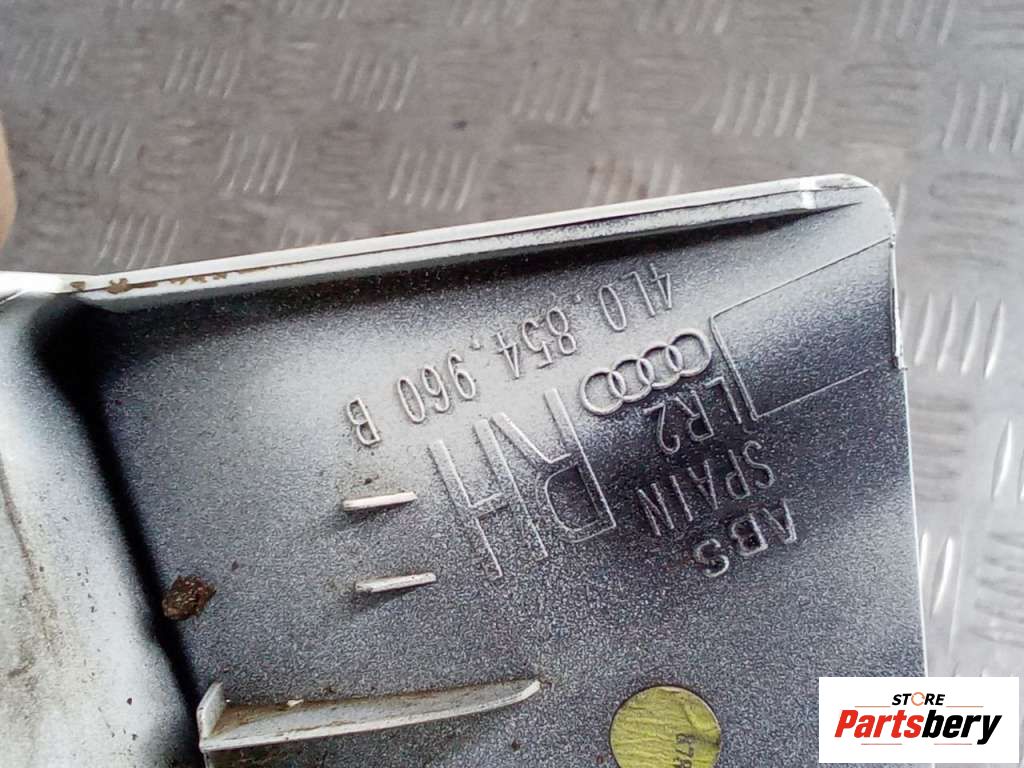 4L0.854.960 B
RH
LR2
SPAIN
ABS
STORE
Partsbery